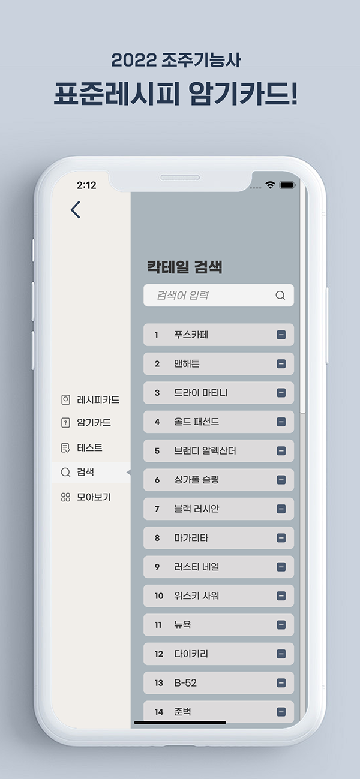 2022 조주기능사
표준레시피 암기카드!
2:12
칵테일 검색
검색어 입력
레시피카드
암기카드
테스트
검색
모아보기
1 푸스카페
2 맨하튼
3 드라이 마티니
4 올드 패션드
5 브랜디 알렉산더
6 싱가폴 슬링
7 블랙 러시안
8 마가리타
9 러스티 네일
10 위스키 사워
11 뉴욕
12 다이키리
13 B-52
14 준벅